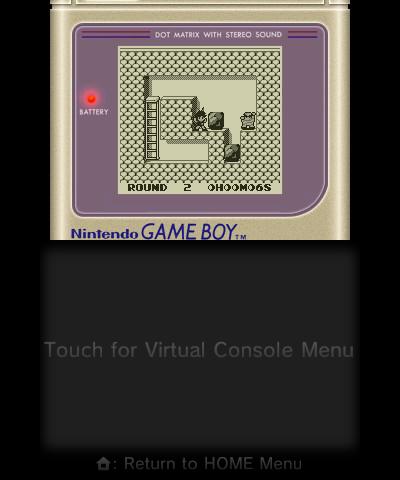 DOT MATRIX WITH STEREO SOUND
BATTERY
ROUND 2 0H00M06S
Nintendo GAME BOY TM
Touch for Virtual Console Menu
: Return to HOME Menu